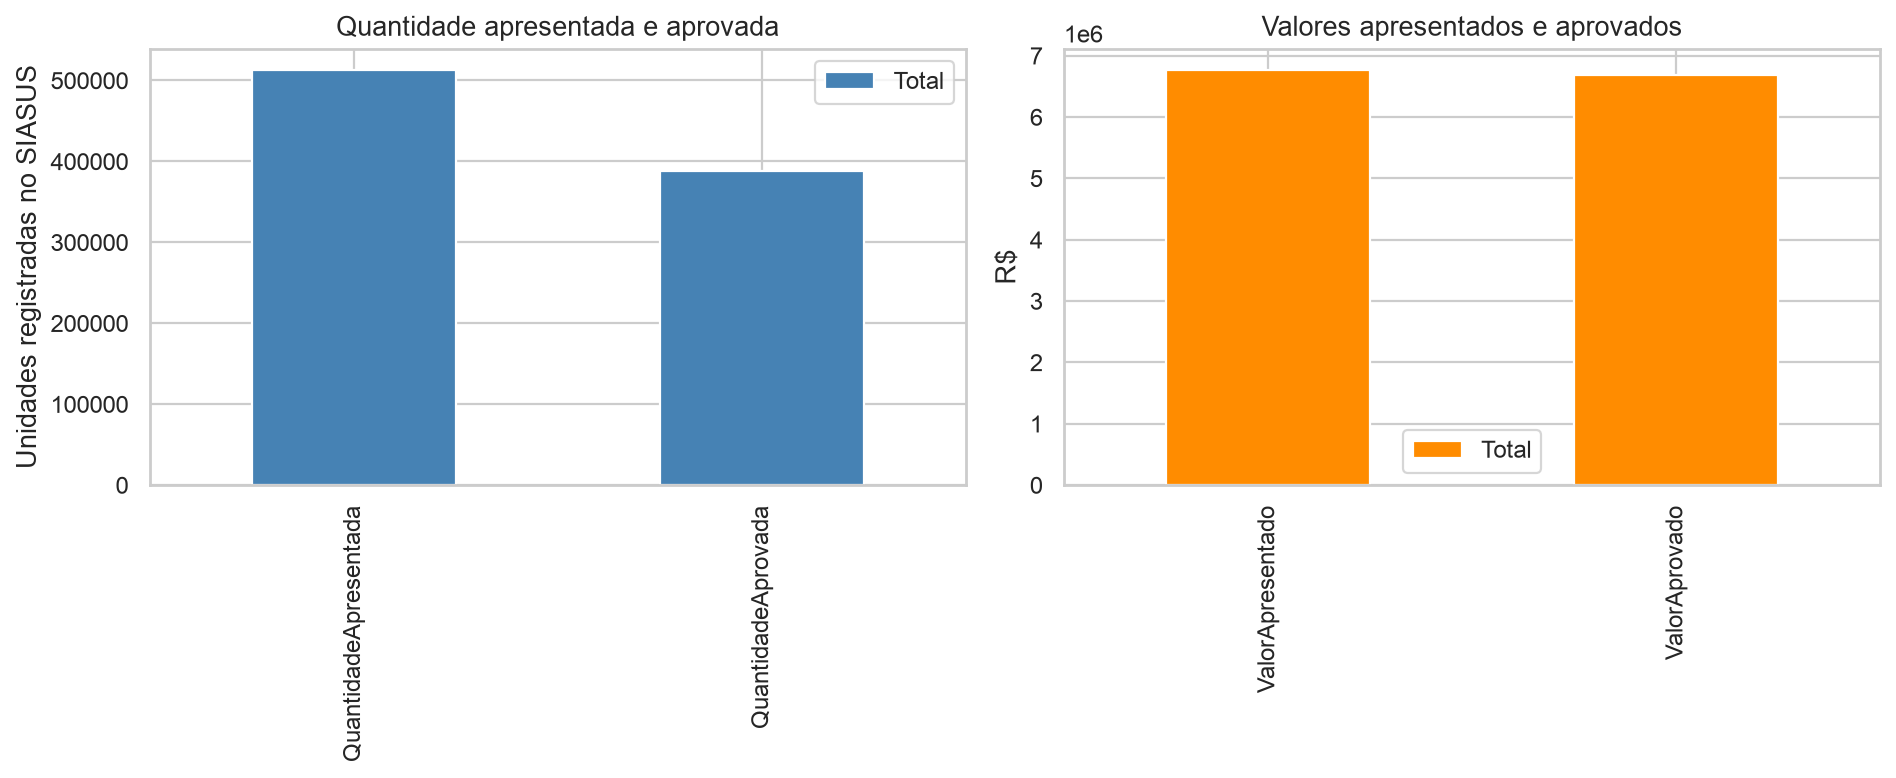 Quantidade apresentada e aprovada
Unidades registradas no SIASUS
500000
400000
300000
200000
100000
0
Total
QuantidadeApresentada
QuantidadeAprovada
Valores apresentados e aprovados
1e6
R$
7
6
5
4
3
2
1
0
Total
ValorApresentado
ValorAprovado